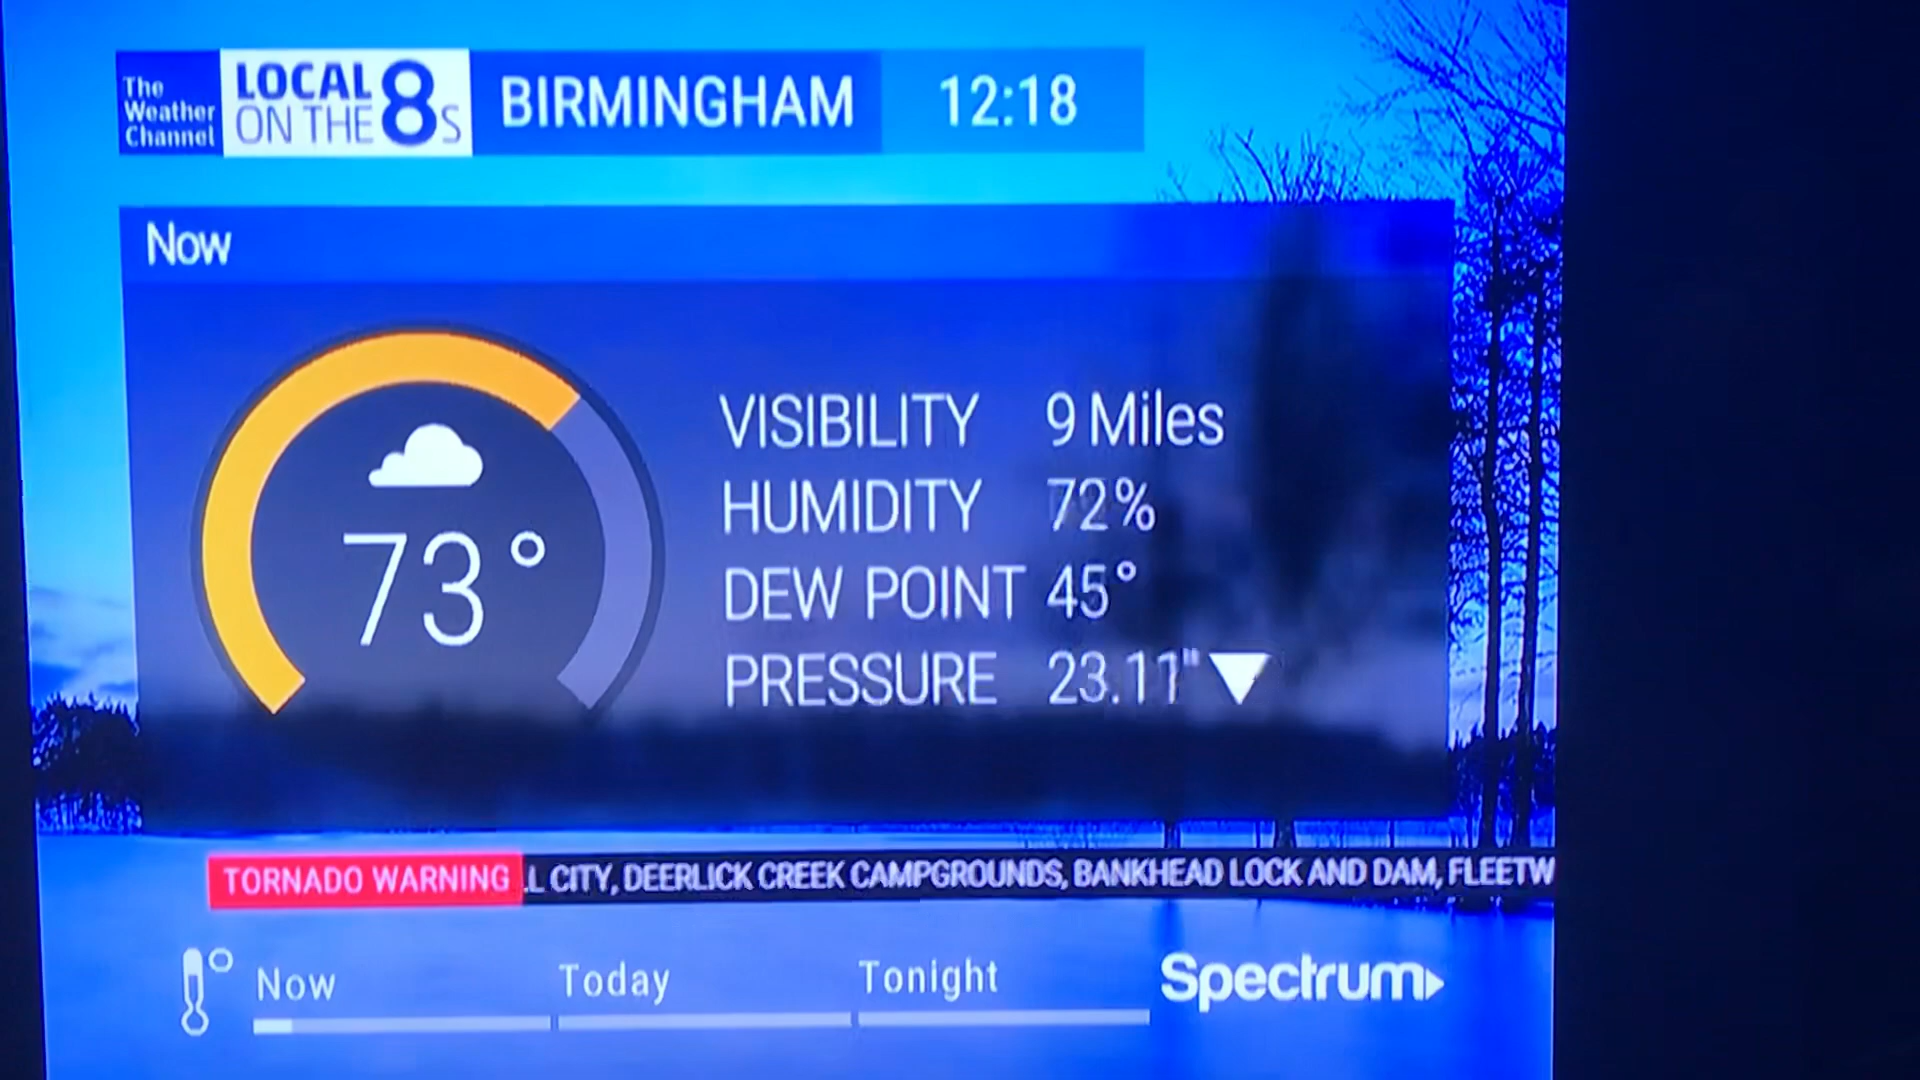 The
Weather
Channel
LOCAL
ON THE 8s
BIRMINGHAM
12:18
Now
73°
VISIBILITY 9 Miles
HUMIDITY 72%
DEW POINT 45°
PRESSURE 23.11"
TORNADO WARNING
L CITY, DEERLICK CREEK CAMPGROUNDS, BANKHEAD LOCK AND DAM, FLEETW
Now
Today
Tonight
Spectrum